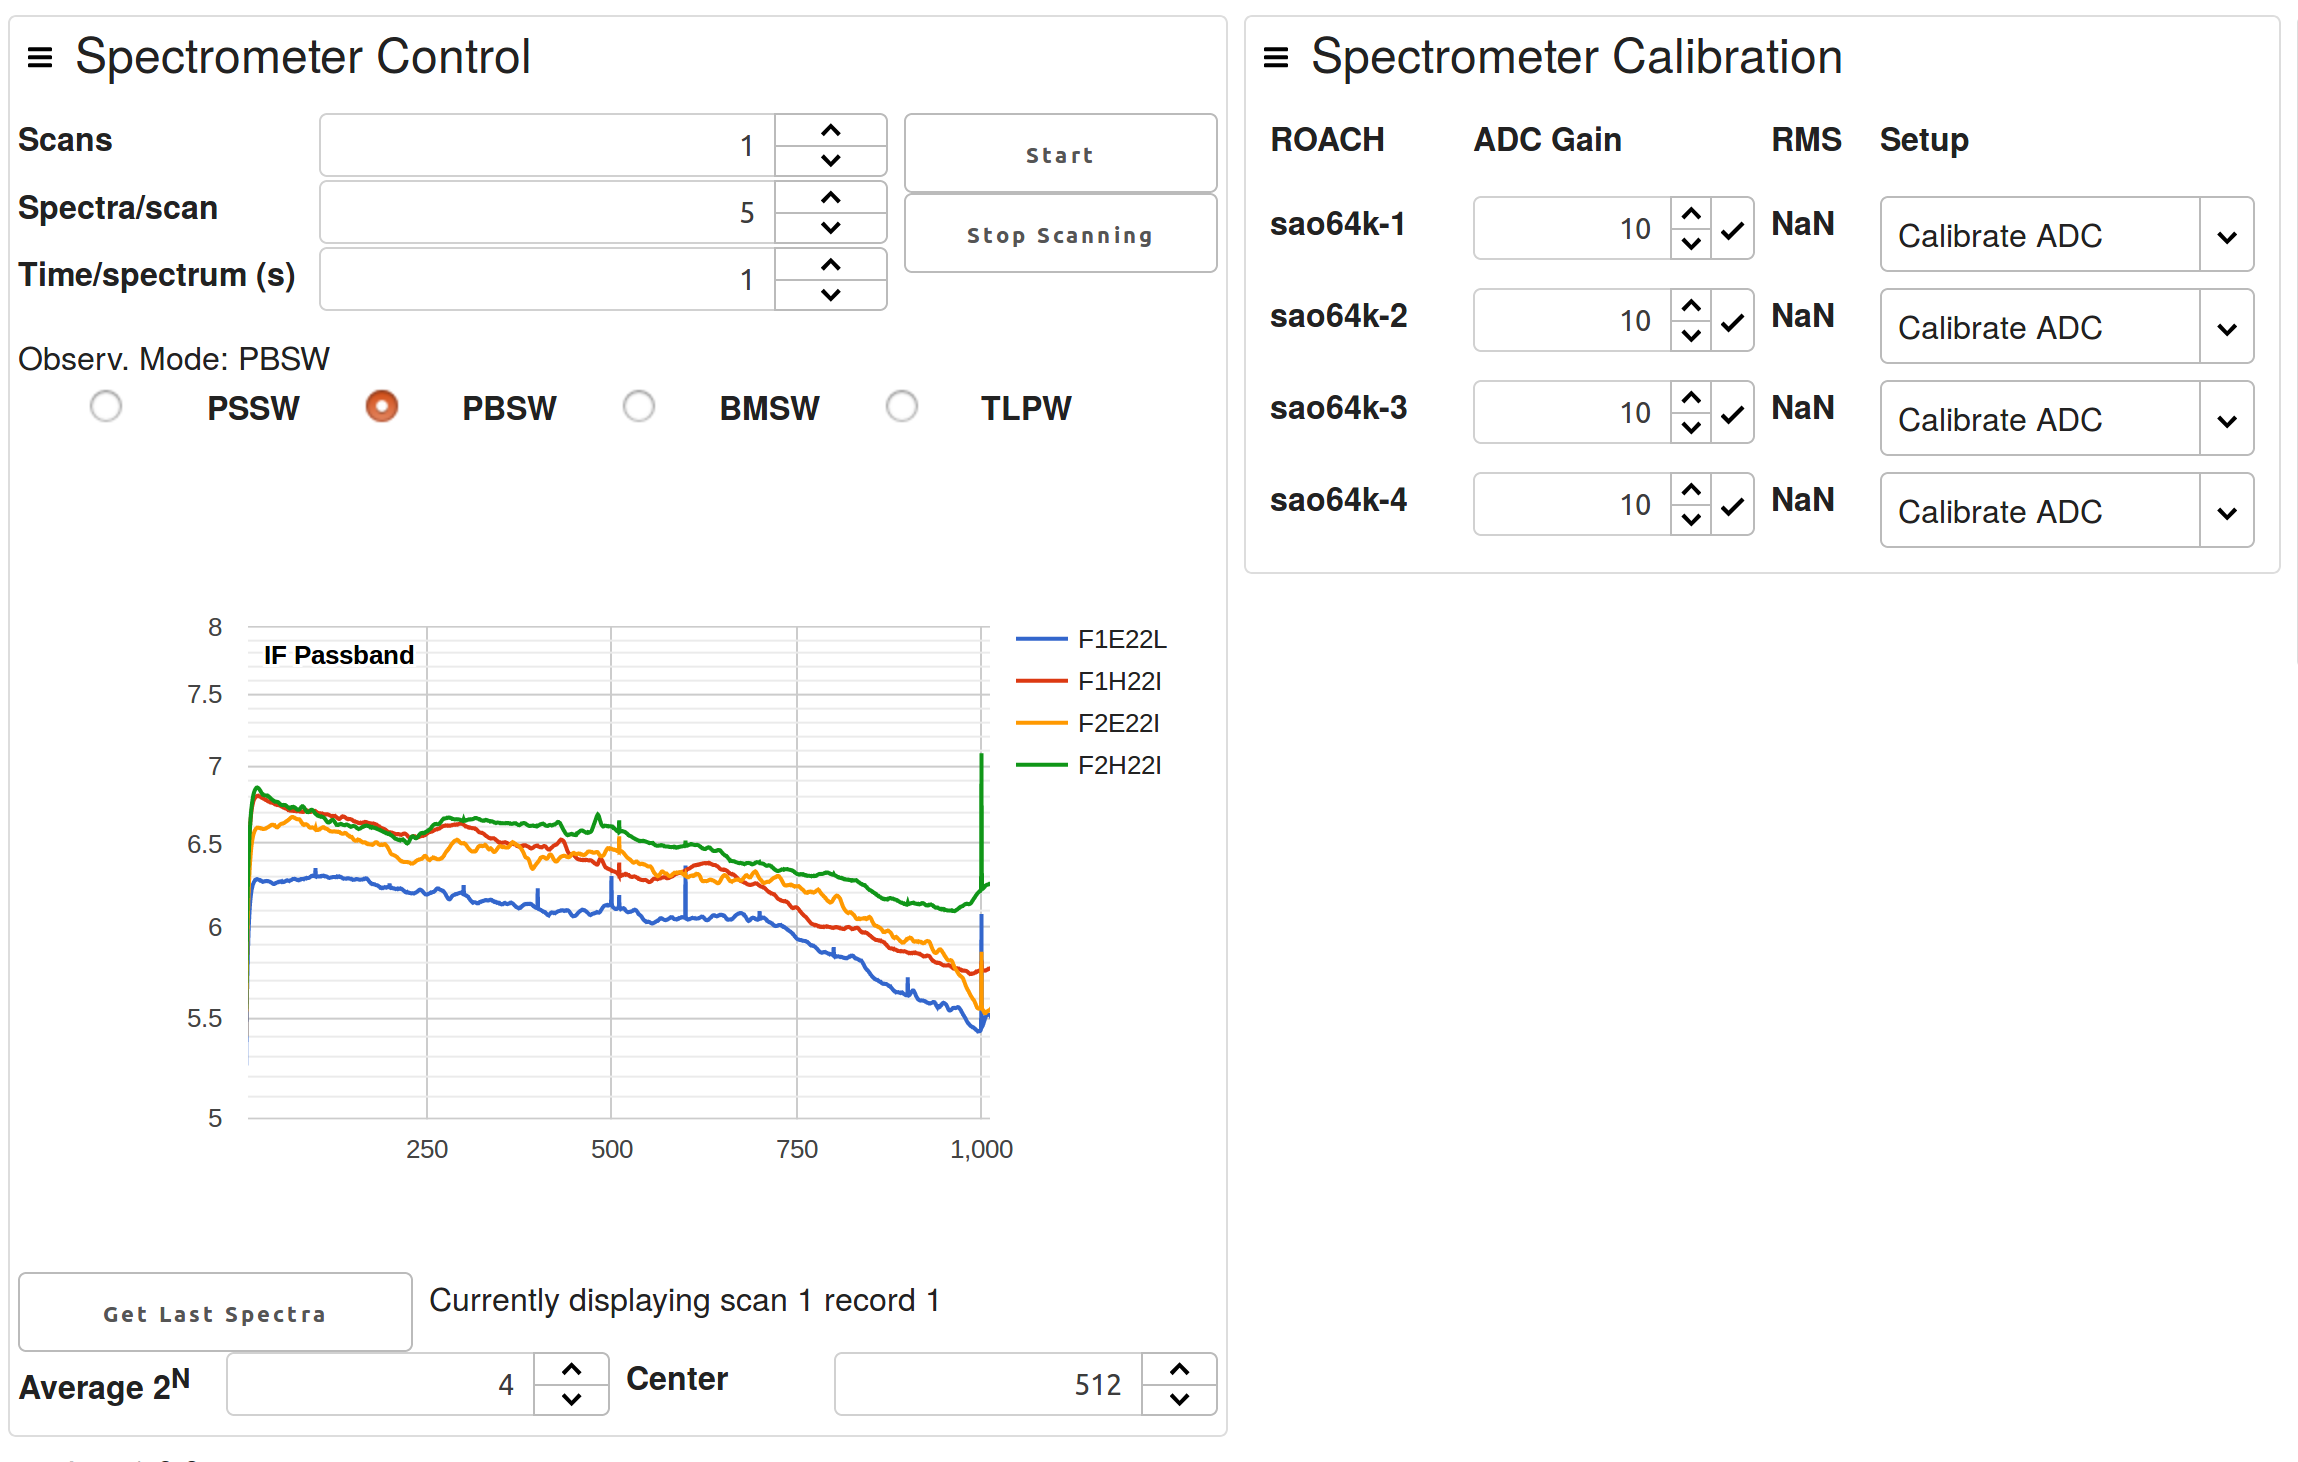 Spectrometer Control
Scans 1 Start
Spectra/scan 5 Stop Scanning
Time/spectrum (s) 1
Observ. Mode: PBSW
PSSW PBSW BMSW TLPW
IF Passband
8
7.5
7
6.5
6
5.5
5
250 500 750 1,000
F1E22L
F1H22I
F2E22I
F2H22I
Get Last Spectra Currently displaying scan 1 record 1
Average 2^N 4 Center 512
Spectrometer Calibration
ROACH ADC Gain RMS Setup
sao64k-1 10 NaN Calibrate ADC
sao64k-2 10 NaN Calibrate ADC
sao64k-3 10 NaN Calibrate ADC
sao64k-4 10 NaN Calibrate ADC